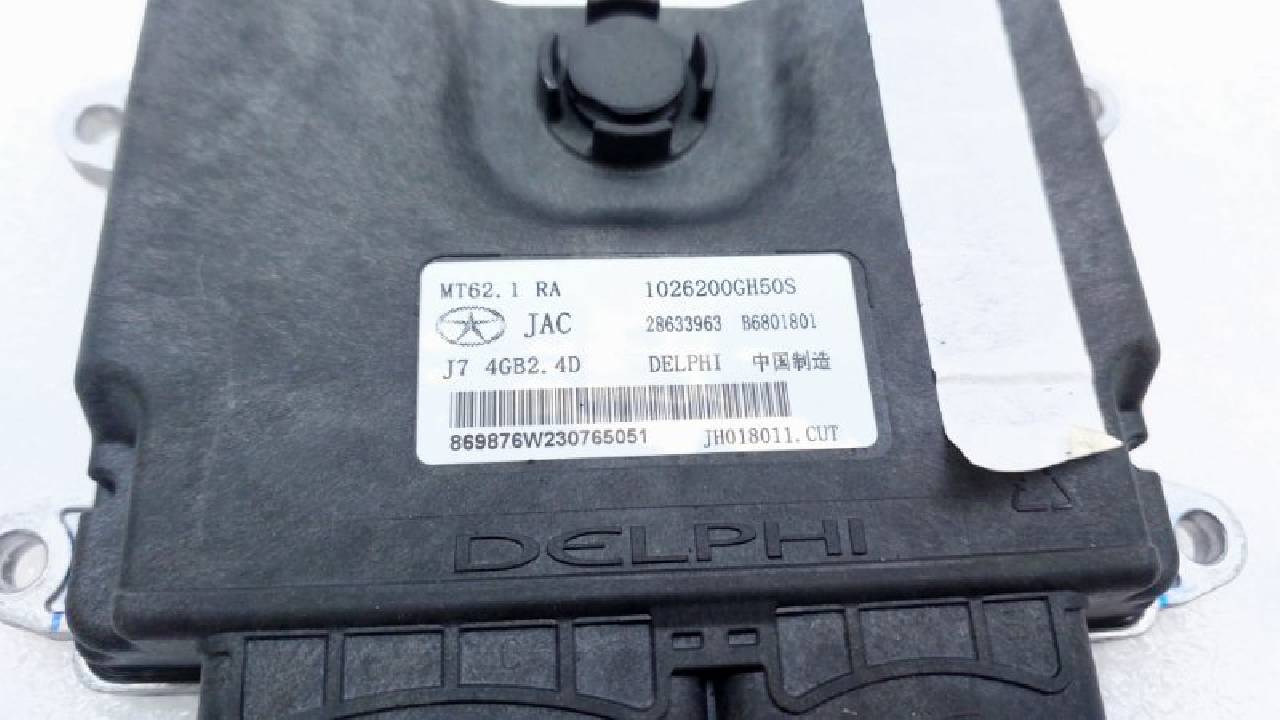 MT62.1 RA 1026200GH50S
JAC 28633963 B6801801
J7 4GB2.4D DELPHI 中国制造
869876W230765051 JH018011.CUT
DELPHI